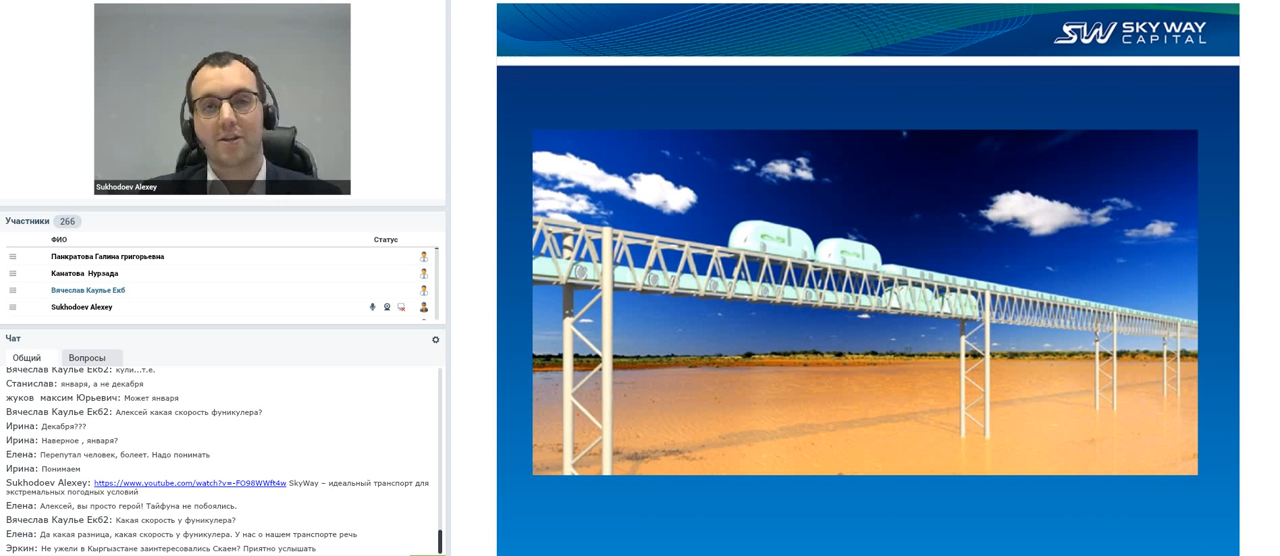 SW SKY WAY
CAPITAL
Sukhodoev Alexey
Участники 266
ФИО Статус
Панкратова Галина григорьевна
Канатова Нурзада
Вячеслав Каулье Екб
Sukhodoev Alexey
Чат
Общий Вопросы
Вячеслав Каулье Екб2: кули...т.е.
Станислав: января, а не декабря
жуков максим Юрьевич: Может января
Вячеслав Каулье Екб2: Алексей какая скорость фуникулера?
Ирина: Декабря???
Ирина: Наверное , января?
Елена: Перепутал человек, болеет. Надо понимать
Ирина: Понимаем
Sukhodoev Alexey: https://www.youtube.com/watch?v=-FO98WWft4w SkyWay – идеальный транспорт для
экстремальных погодных условий
Елена: Алексей, вы просто герой! Тайфуна не побоялись.
Вячеслав Каулье Екб2: Какая скорость у фуникулера?
Елена: Да какая разница, какая скорость у фуникулера. У нас о нашем транспорте речь
Эркин: Не ужели в Кыргызстане заинтересовались Скаем? Приятно услышать